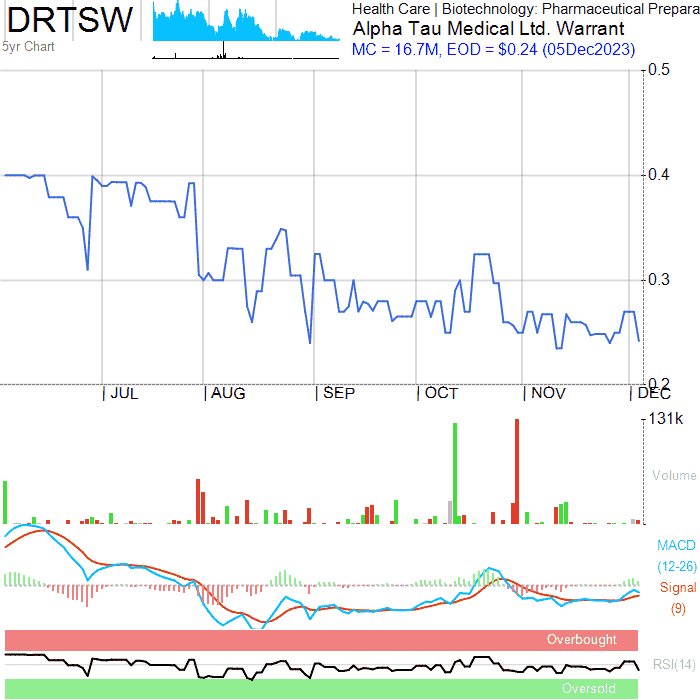 DRTSW
5yr Chart
Health Care | Biotechnology: Pharmaceutical Prepara
Alpha Tau Medical Ltd. Warrant
MC = 16.7M, EOD = $0.24 (05Dec2023)
0.5
0.4
0.3
0.2
JUL
AUG
SEP
OCT
NOV
DEC
131k
Volume
MACD
(12-26)
Signal
(9)
Overbought
RSI(14)
Oversold